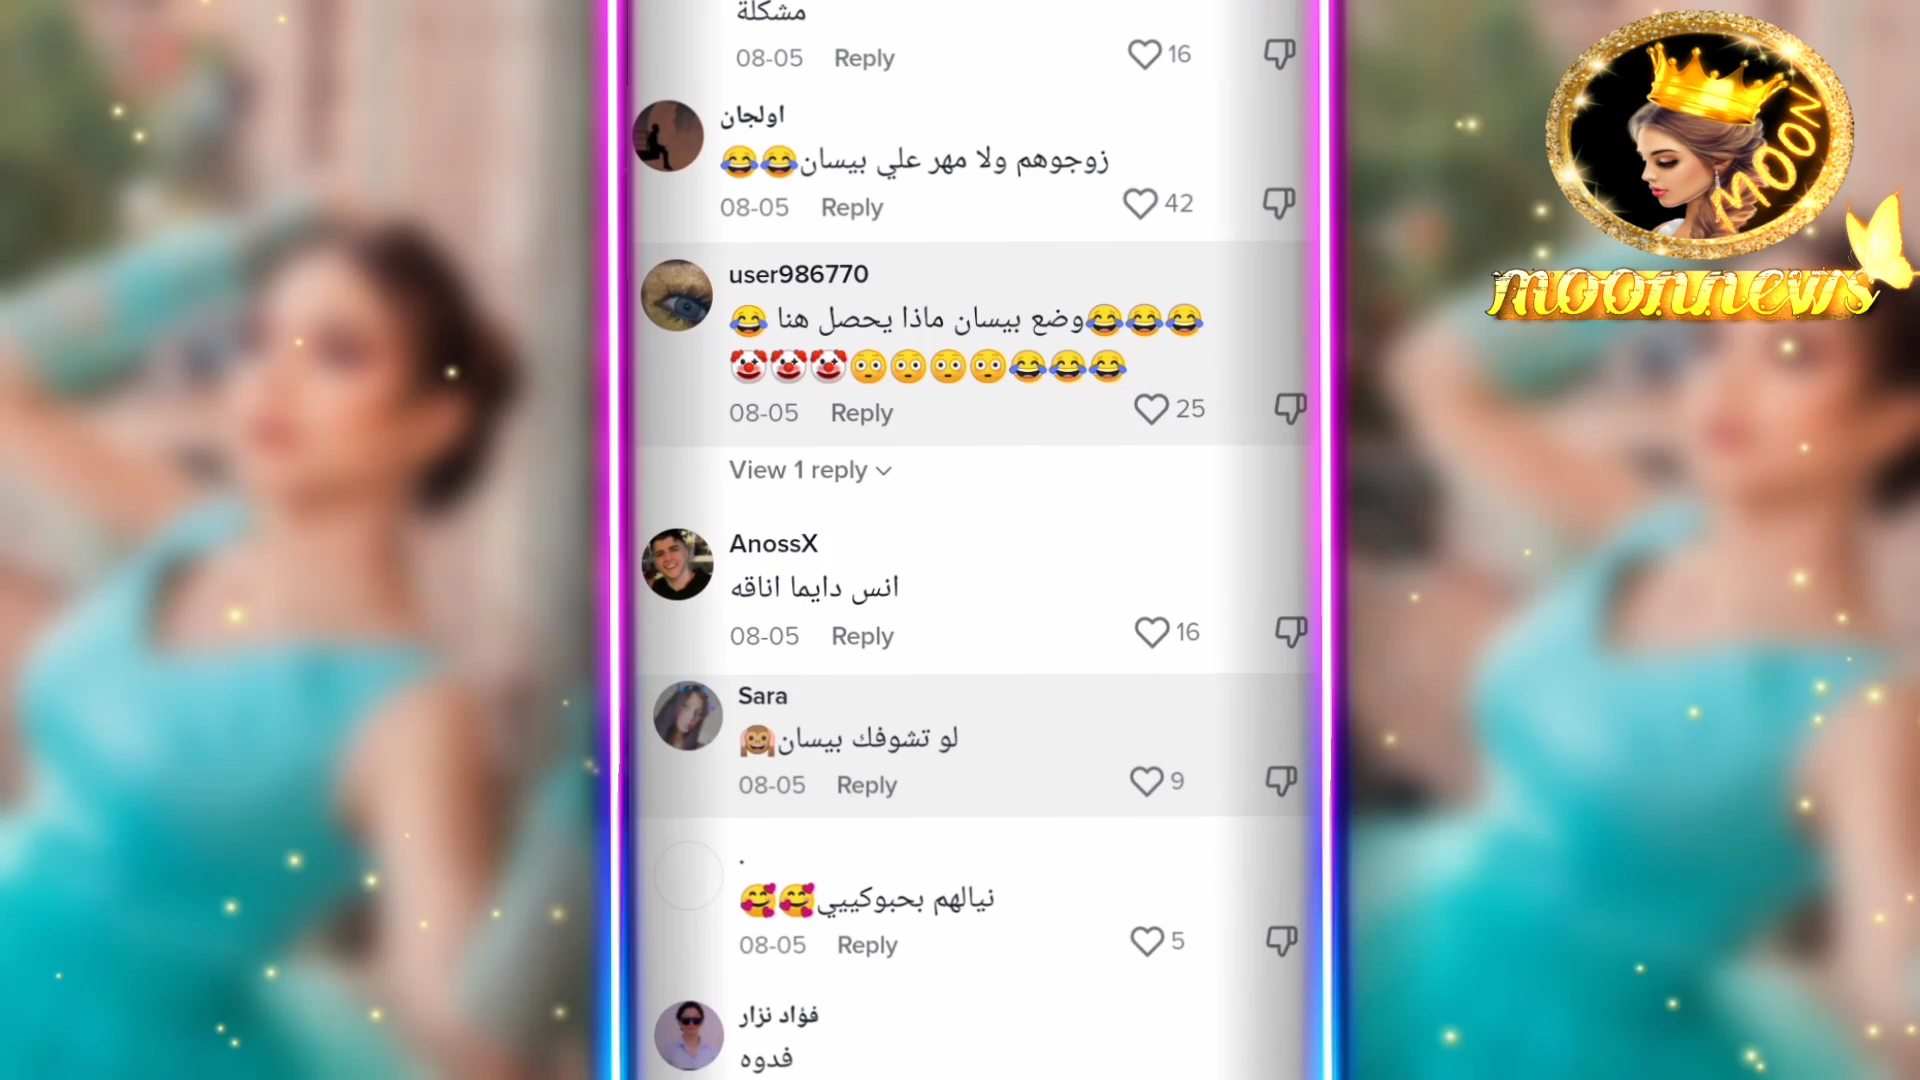 مشكلة
08-05 Reply 16
اولجان
زوجوهم ولا مهر علي بيسان😂😂
08-05 Reply 42
user986770
😂😂😂وضع بيسان ماذا يحصل هنا 😂
🤡🤡🤡😳😳😳😳😂😂😂
08-05 Reply 25
View 1 reply
AnossX
انس دايما اناقه
08-05 Reply 16
Sara
لو تشوفك بيسان🙉
08-05 Reply 9
.
نيالهم بحبوكيييي🥰🥰
08-05 Reply 5
فؤاد نزار
فدوه
MOON
moonnews